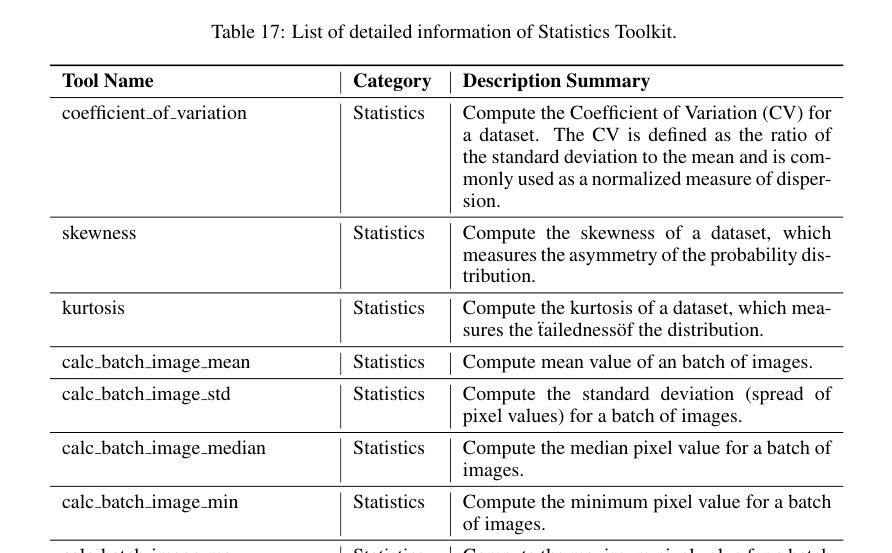 Table 17: List of detailed information of Statistics Toolkit.
Tool Name Category Description Summary
coefficient_of_variation Statistics Compute the Coefficient of Variation (CV) for
a dataset. The CV is defined as the ratio of
the standard deviation to the mean and is com-
monly used as a normalized measure of disper-
sion.
skewness Statistics Compute the skewness of a dataset, which
measures the asymmetry of the probability dis-
tribution.
kurtosis Statistics Compute the kurtosis of a dataset, which mea-
sures the ẗailednessöf the distribution.
calc_batch_image_mean Statistics Compute mean value of an batch of images.
calc_batch_image_std Statistics Compute the standard deviation (spread of
pixel values) for a batch of images.
calc_batch_image_median Statistics Compute the median pixel value for a batch of
images.
calc_batch_image_min Statistics Compute the minimum pixel value for a batch
of images.